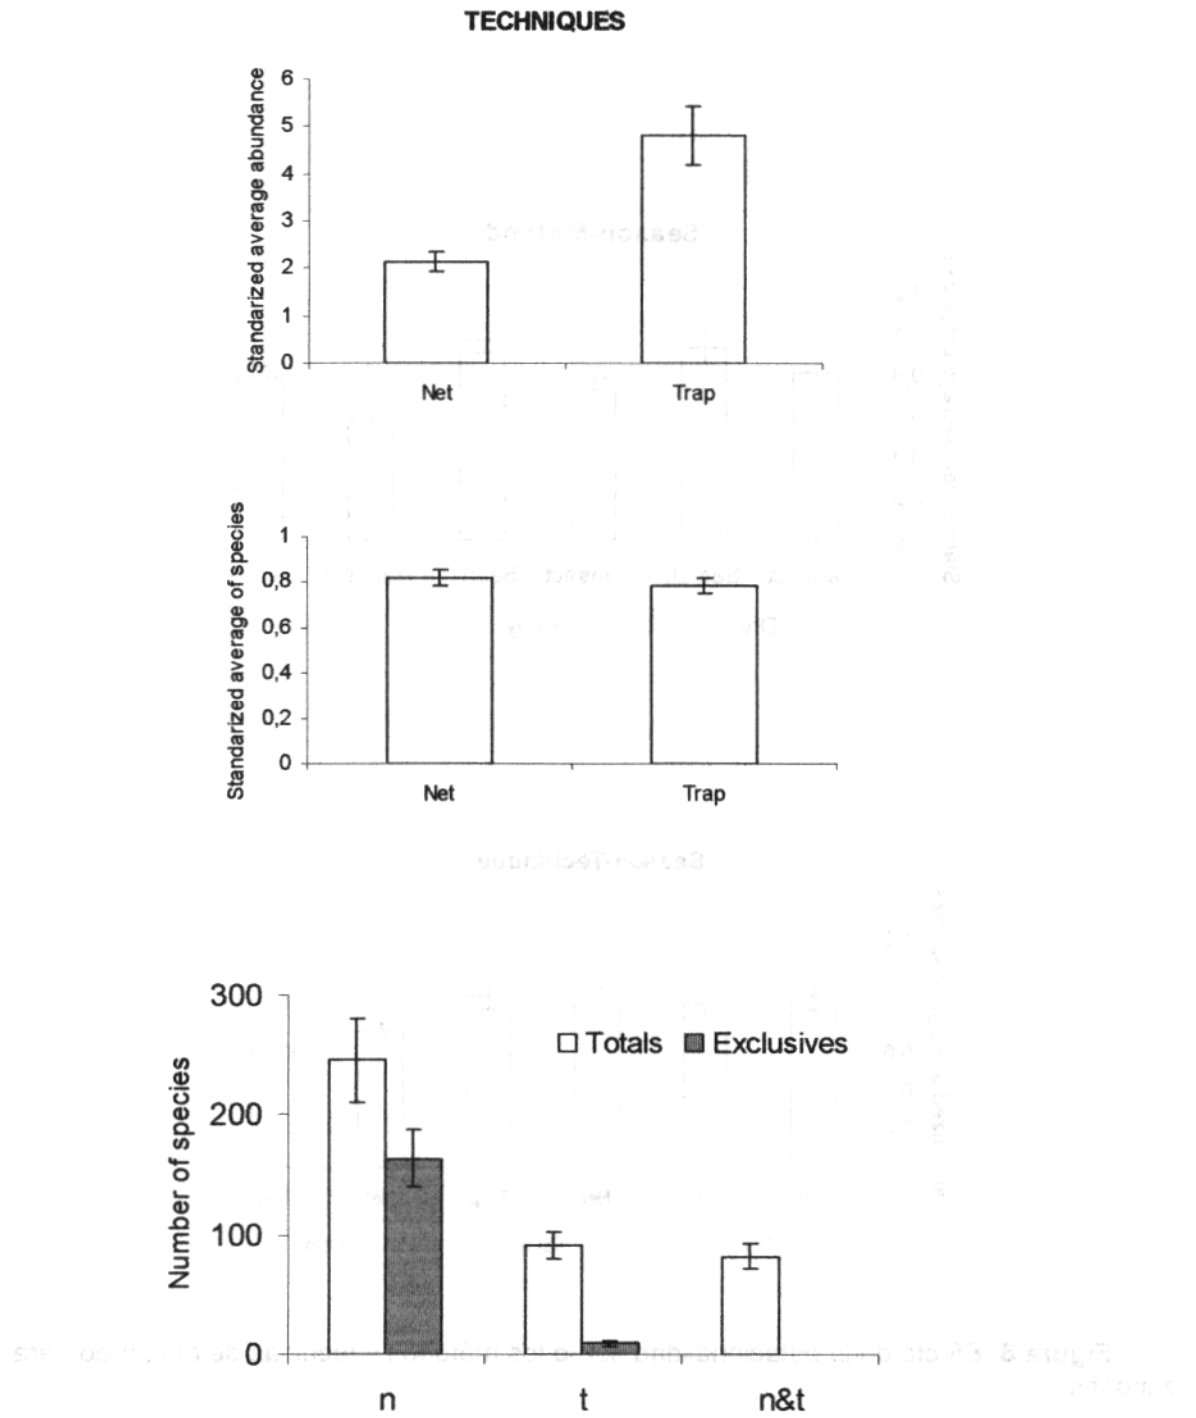 TECHNIQUES
Standarized average abundance
6
5
4
3
2
1
0
Net Trap
Standarized average of species
1
0,8
0,6
0,4
0,2
0
Net Trap
Number of species
300
200
100
0
Totals Exclusives
n t n&t